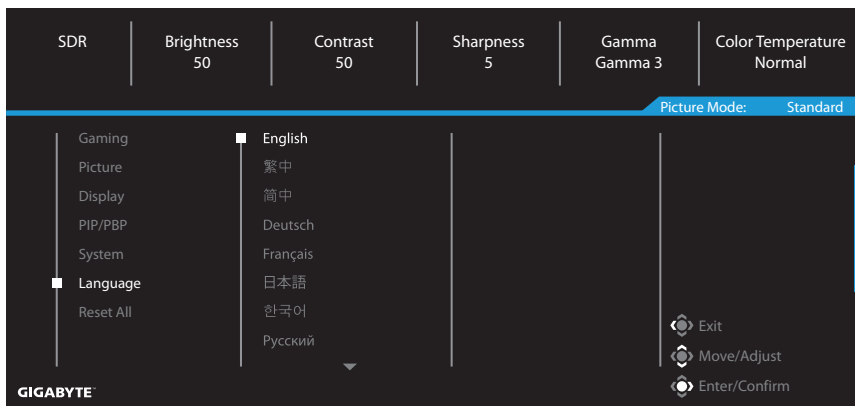 SDR
Brightness
50
Contrast
50
Sharpness
5
Gamma
Gamma 3
Color Temperature
Normal
Picture Mode: Standard
Gaming
Picture
Display
PIP/PBP
System
Language
Reset All
English
繁中
简中
Deutsch
Français
日本語
한국어
Русский
Exit
Move/Adjust
Enter/Confirm
GIGABYTE™